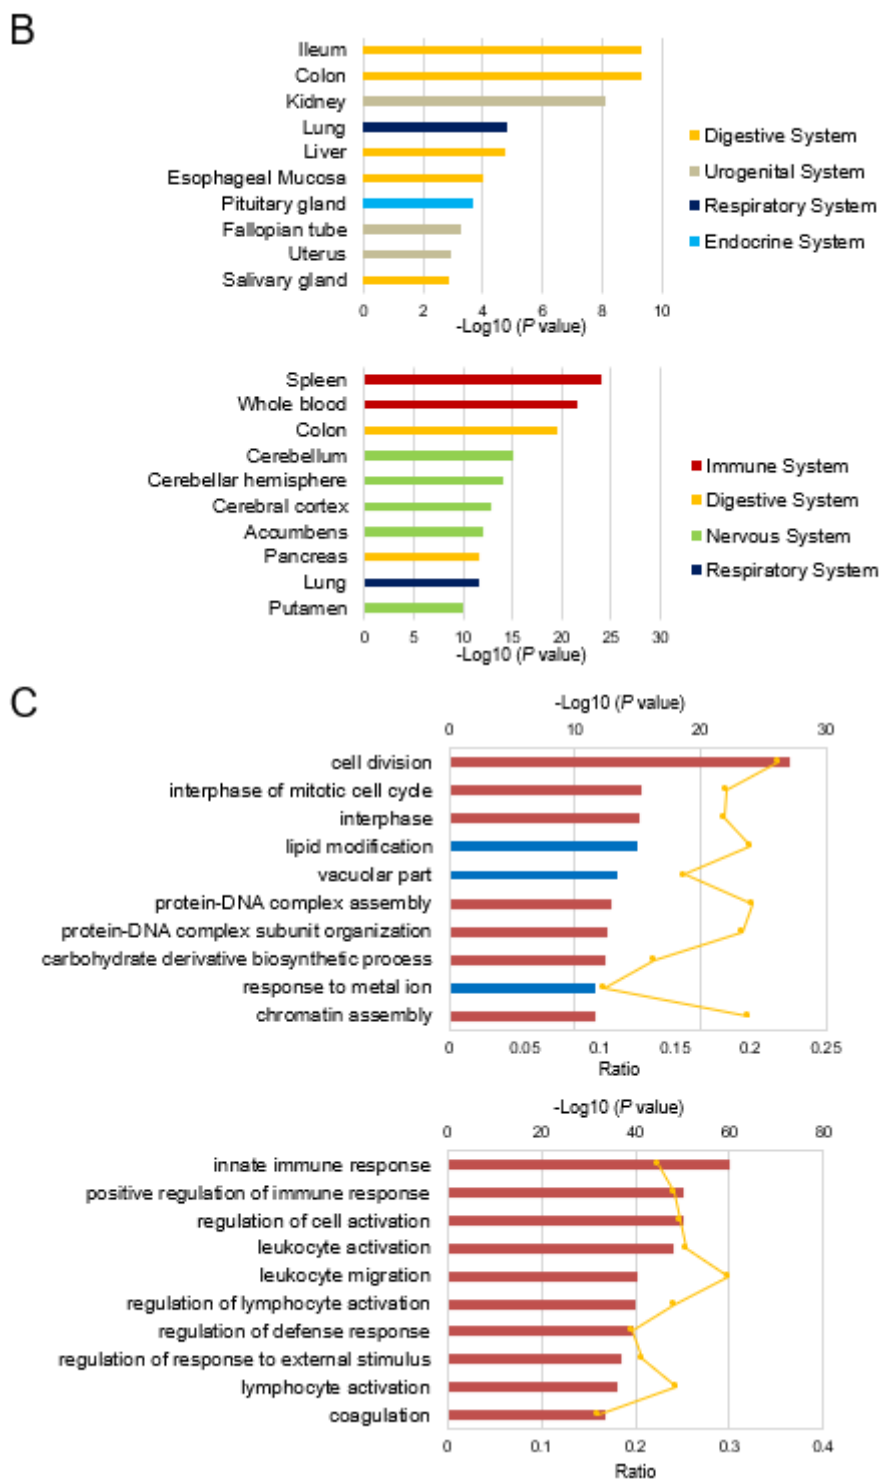 B
Ileum
Colon
Kidney
Lung
Liver
Esophageal Mucosa
Pituitary gland
Fallopian tube
Uterus
Salivary gland
0 2 4 6 8 10
-Log10 (P value)
Digestive System
Urogenital System
Respiratory System
Endocrine System
Spleen
Whole blood
Colon
Cerebellum
Cerebellar hemisphere
Cerebral cortex
Accumbens
Pancreas
Lung
Putamen
0 5 10 15 20 25 30
-Log10 (P value)
Immune System
Digestive System
Nervous System
Respiratory System
C
-Log10 (P value)
0 10 20 30
cell division
interphase of mitotic cell cycle
interphase
lipid modification
vacuolar part
protein-DNA complex assembly
protein-DNA complex subunit organization
carbohydrate derivative biosynthetic process
response to metal ion
chromatin assembly
0 0.05 0.1 0.15 0.2 0.25
Ratio
-Log10 (P value)
0 20 40 60 80
innate immune response
positive regulation of immune response
regulation of cell activation
leukocyte activation
leukocyte migration
regulation of lymphocyte activation
regulation of defense response
regulation of response to external stimulus
lymphocyte activation
coagulation
0 0.1 0.2 0.3 0.4
Ratio